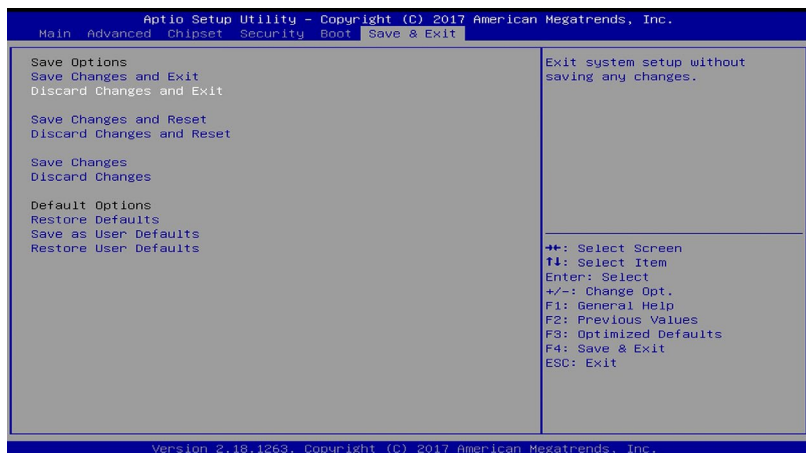 Aptio Setup Utility – Copyright (C) 2017 American Megatrends, Inc.
Main Advanced Chipset Security Boot Save & Exit
Save Options
Save Changes and Exit
Discard Changes and Exit
Save Changes and Reset
Discard Changes and Reset
Save Changes
Discard Changes
Default Options
Restore Defaults
Save as User Defaults
Restore User Defaults
Exit system setup without
saving any changes.
→←: Select Screen
↑↓: Select Item
Enter: Select
+/-: Change Opt.
F1: General Help
F2: Previous Values
F3: Optimized Defaults
F4: Save & Exit
ESC: Exit
Version 2.18.1263. Copyright (C) 2017 American Megatrends, Inc.